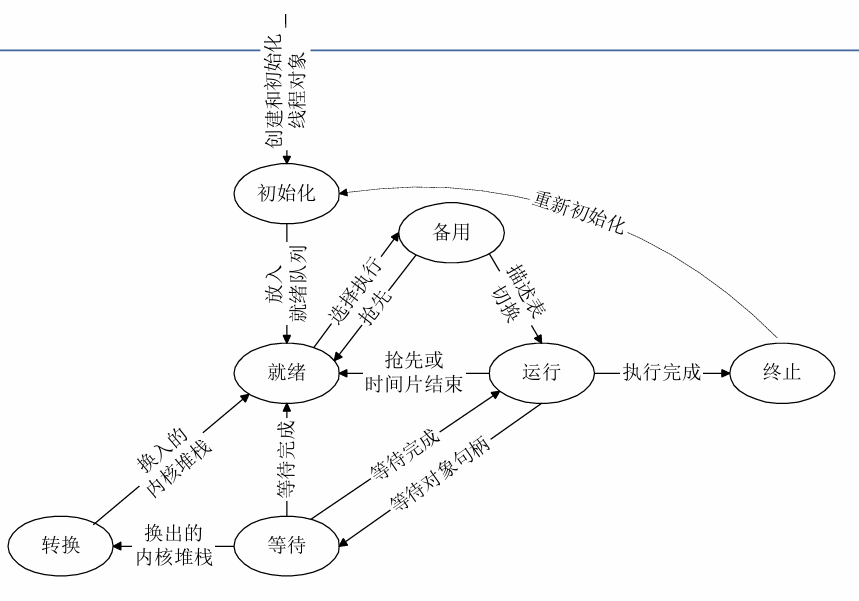 创建和初始化
线程对象
初始化
重新初始化
备用
放入
就绪队列
选择执行
抢先
描述表
切换
就绪
抢先或
时间片结束
运行
执行完成
终止
换入的
内核堆栈
等待完成
等待完成
等待对象句柄
转换
换出的
内核堆栈
等待